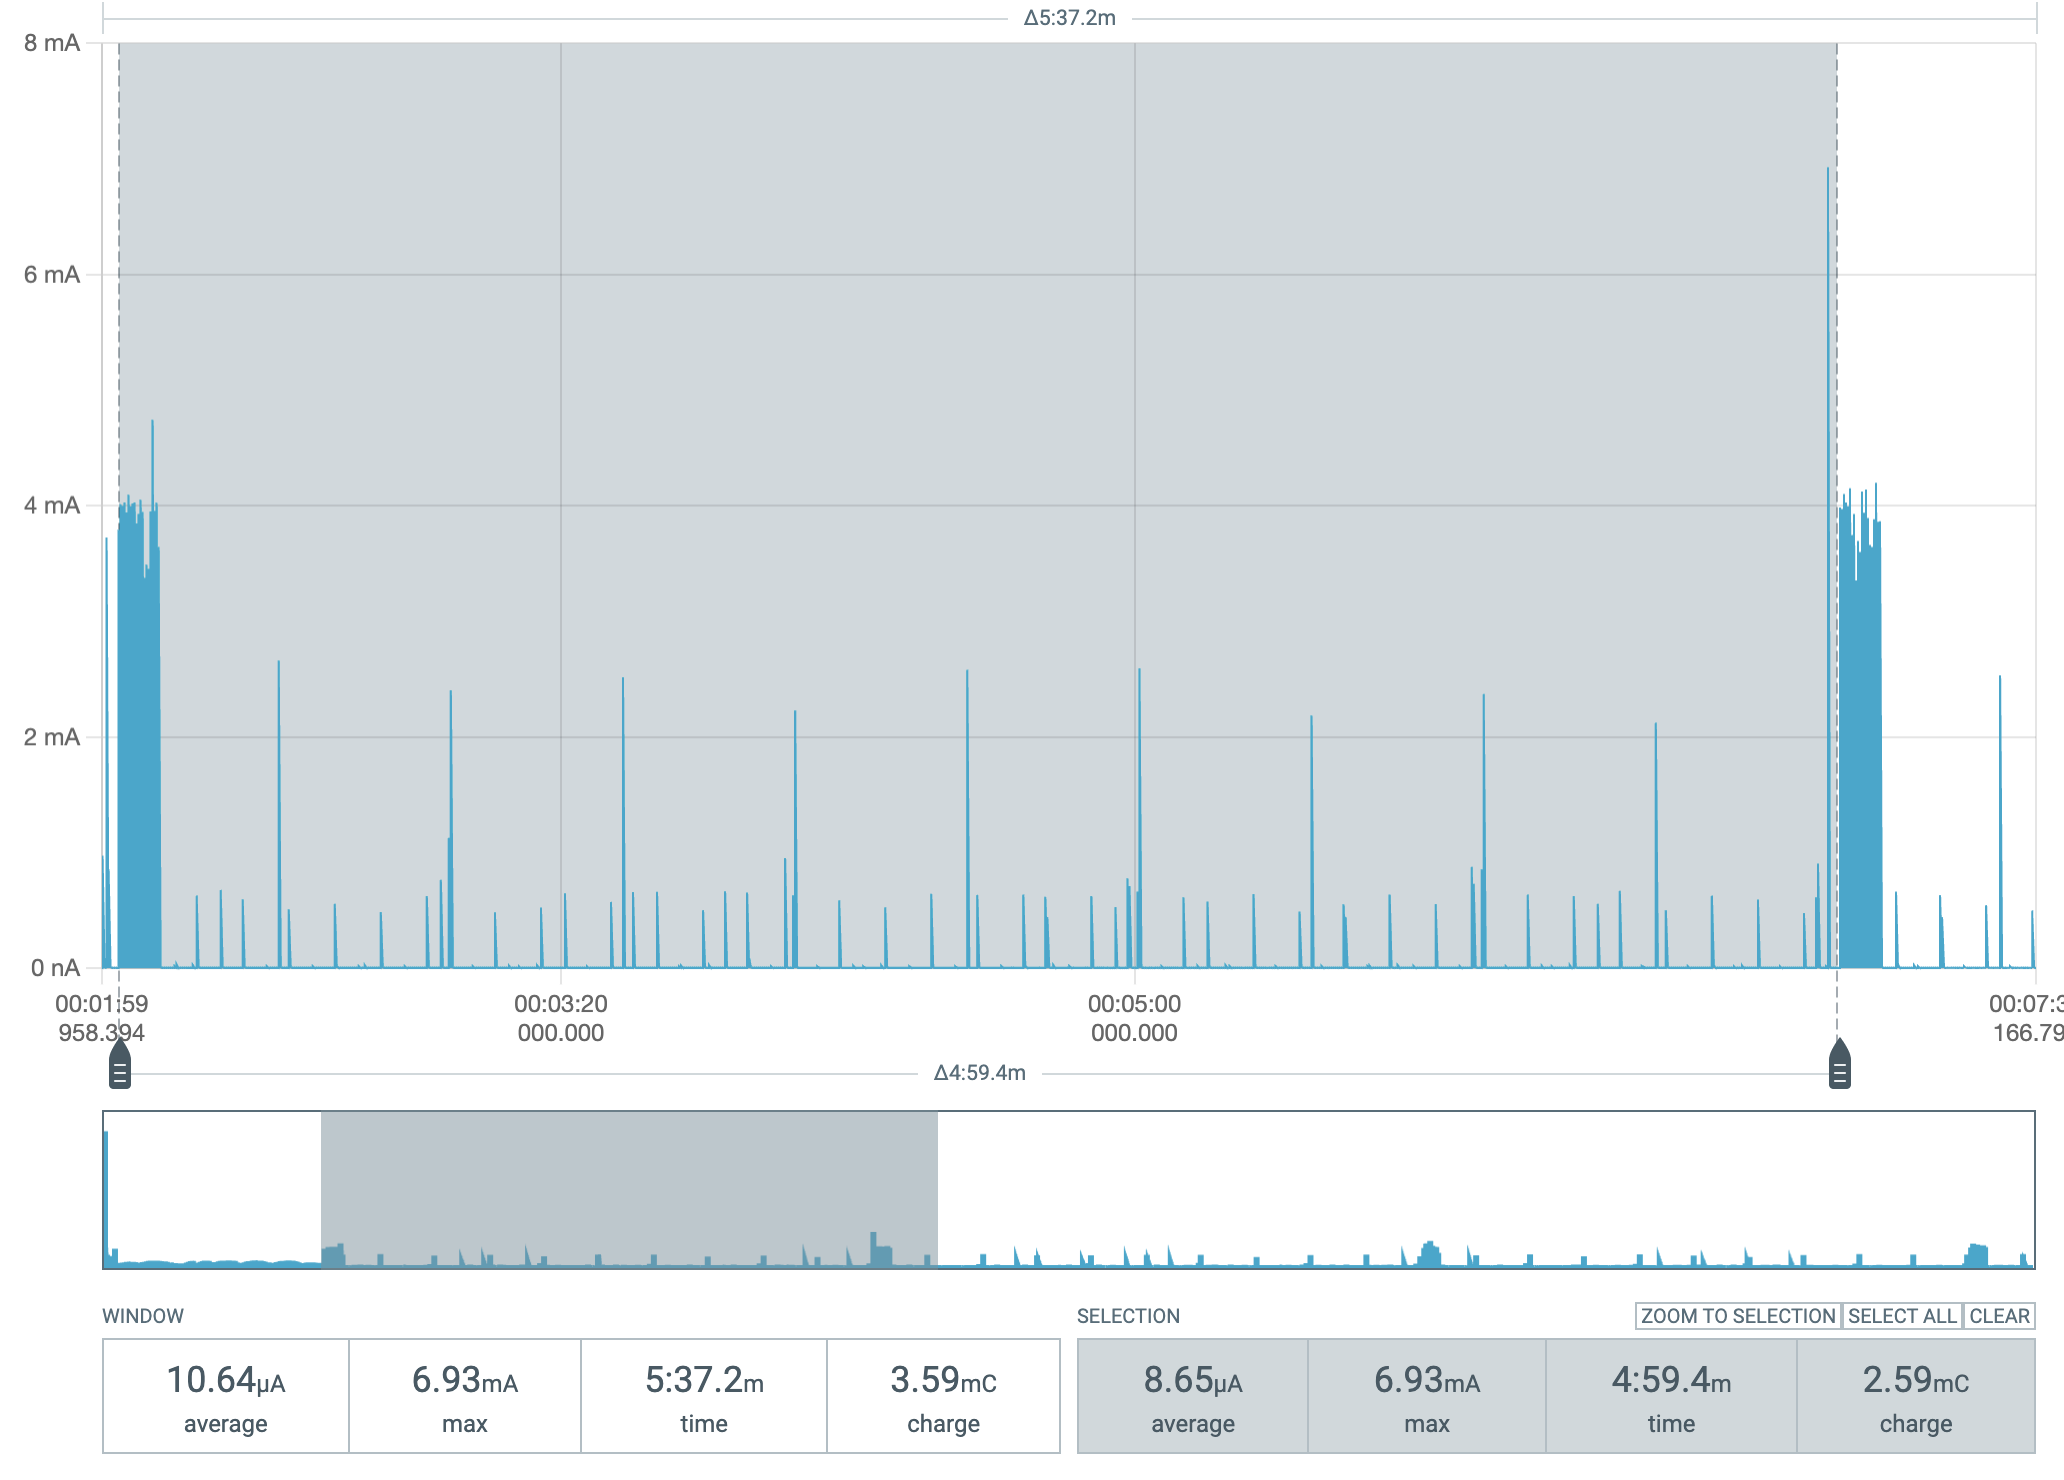 Δ5:37.2m
8 mA
6 mA
4 mA
2 mA
0 nA
00:01:59 00:03:20 00:05:00 00:07:3
958.394 000.000 000.000 166.79
Δ4:59.4m
WINDOW
10.64µA 6.93mA 5:37.2m 3.59mC
average max time charge
SELECTION ZOOM TO SELECTION SELECT ALL CLEAR
8.65µA 6.93mA 4:59.4m 2.59mC
average max time charge